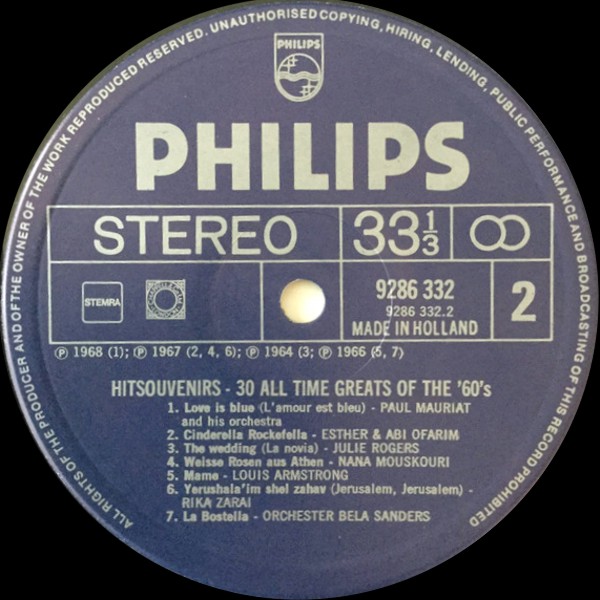 ALL RIGHTS OF THE PRODUCER AND OF THE OWNER OF THE WORK REPRODUCED RESERVED. UNAUTHORISED COPYING, HIRING, LENDING, PUBLIC PERFORMANCE AND BROADCASTING OF THIS RECORD PROHIBITED
PHILIPS
PHILIPS
STEREO 33⅓
STEMRA
9286 332
9286 332.2
MADE IN HOLLAND
2
℗ 1968 (1); ℗ 1967 (2, 4, 6); ℗ 1964 (3; ℗ 1966 (5, 7)
HITSOUVENIRS - 30 ALL TIME GREATS OF THE '60's
1. Love is blue (L'amour est bleu) - PAUL MAURIAT
and his orchestra
2. Cinderella Rockefella - ESTHER & ABI OFARIM
3. The wedding (La novia) - JULIE ROGERS
4. Weisse Rosen aus Athen - NANA MOUSKOURI
5. Mame - LOUIS ARMSTRONG
6. Yerushala'im shel zahav (Jerusalem, Jerusalem) -
RIKA ZARAI
7. La Bostella - ORCHESTER BELA SANDERS